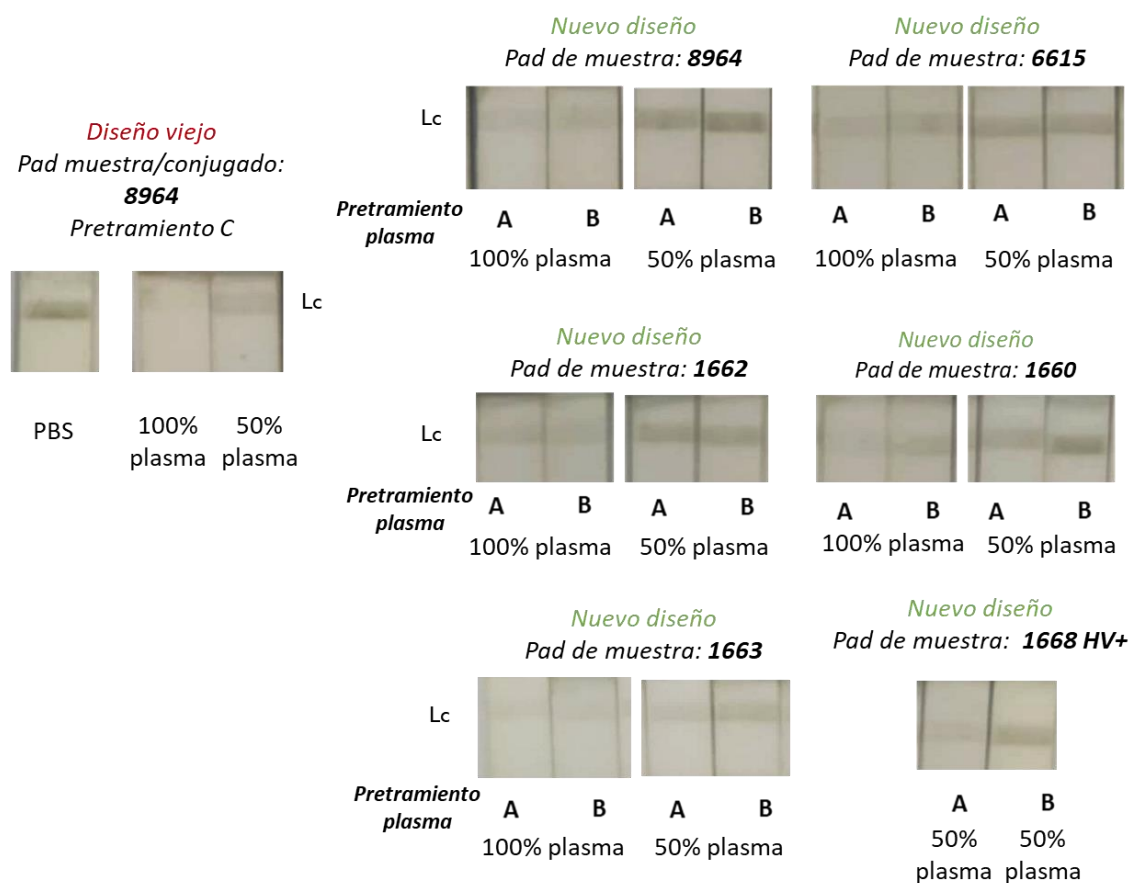 Diseño viejo
Pad muestra/conjugado:
8964
Pretramiento C
Lc
PBS
100%
plasma
50%
plasma
Nuevo diseño
Pad de muestra: 8964
Lc
Pretramiento
plasma
A B
100% plasma
A B
50% plasma
Nuevo diseño
Pad de muestra: 6615
A B
100% plasma
A B
50% plasma
Nuevo diseño
Pad de muestra: 1662
Lc
Pretramiento
plasma
A B
100% plasma
A B
50% plasma
Nuevo diseño
Pad de muestra: 1660
A B
100% plasma
A B
50% plasma
Nuevo diseño
Pad de muestra: 1663
Lc
Pretramiento
plasma
A B
100% plasma
A B
50% plasma
Nuevo diseño
Pad de muestra: 1668 HV+
A B
50% 50%
plasma plasma